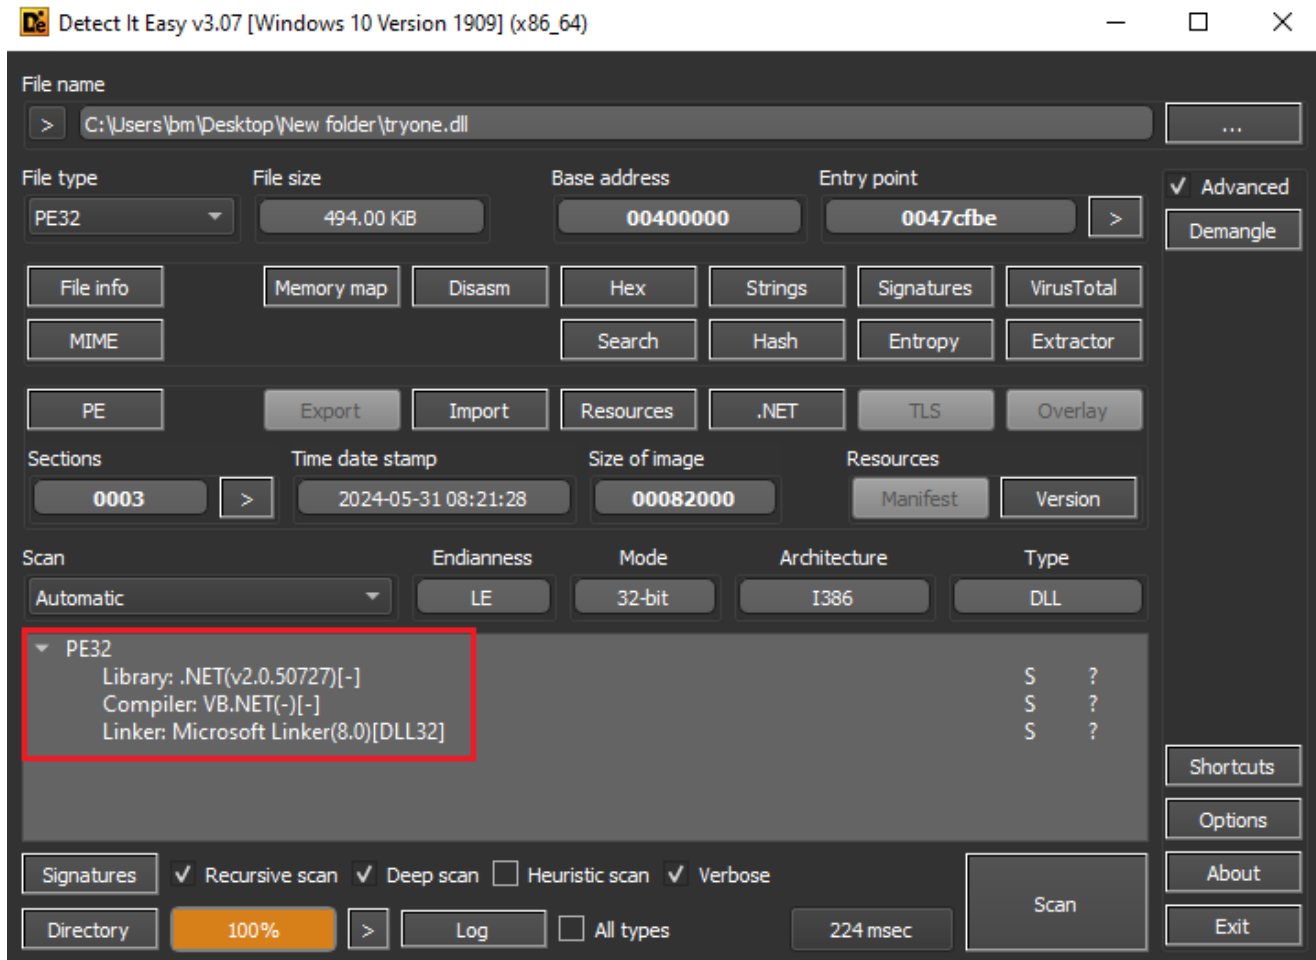 De Detect It Easy v3.07 [Windows 10 Version 1909] (x86_64)
File name
> C:\Users\bm\Desktop\New folder\tryone.dll ...
File type File size Base address Entry point Advanced
PE32 494.00 KiB 00400000 0047cfbe > Demangle
File info Memory map Disasm Hex Strings Signatures VirusTotal
MIME Search Hash Entropy Extractor
PE Export Import Resources .NET TLS Overlay
Sections Time date stamp Size of image Resources
0003 > 2024-05-31 08:21:28 00082000 Manifest Version
Scan Endianness Mode Architecture Type
Automatic LE 32-bit I386 DLL
PE32
Library: .NET(v2.0.50727)[-] S ?
Compiler: VB.NET(-)[-] S ?
Linker: Microsoft Linker(8.0)[DLL32] S ?
Shortcuts
Options
Signatures Recursive scan Deep scan Heuristic scan Verbose About
Scan
Directory 100% > Log All types 224 msec Exit